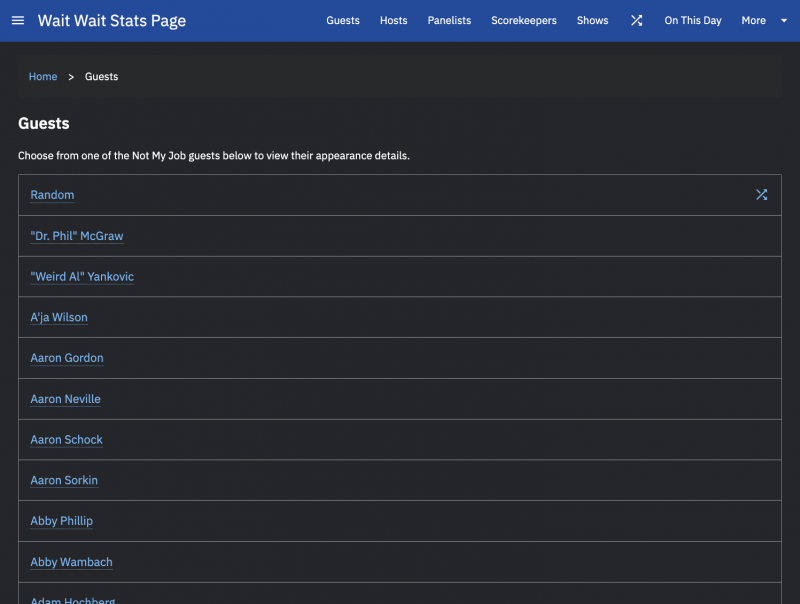 Wait Wait Stats Page Guests Hosts Panelists Scorekeepers Shows On This Day More
Home > Guests
Guests
Choose from one of the Not My Job guests below to view their appearance details.
Random
"Dr. Phil" McGraw
"Weird Al" Yankovic
A'ja Wilson
Aaron Gordon
Aaron Neville
Aaron Schock
Aaron Sorkin
Abby Phillip
Abby Wambach
Adam Hochberg